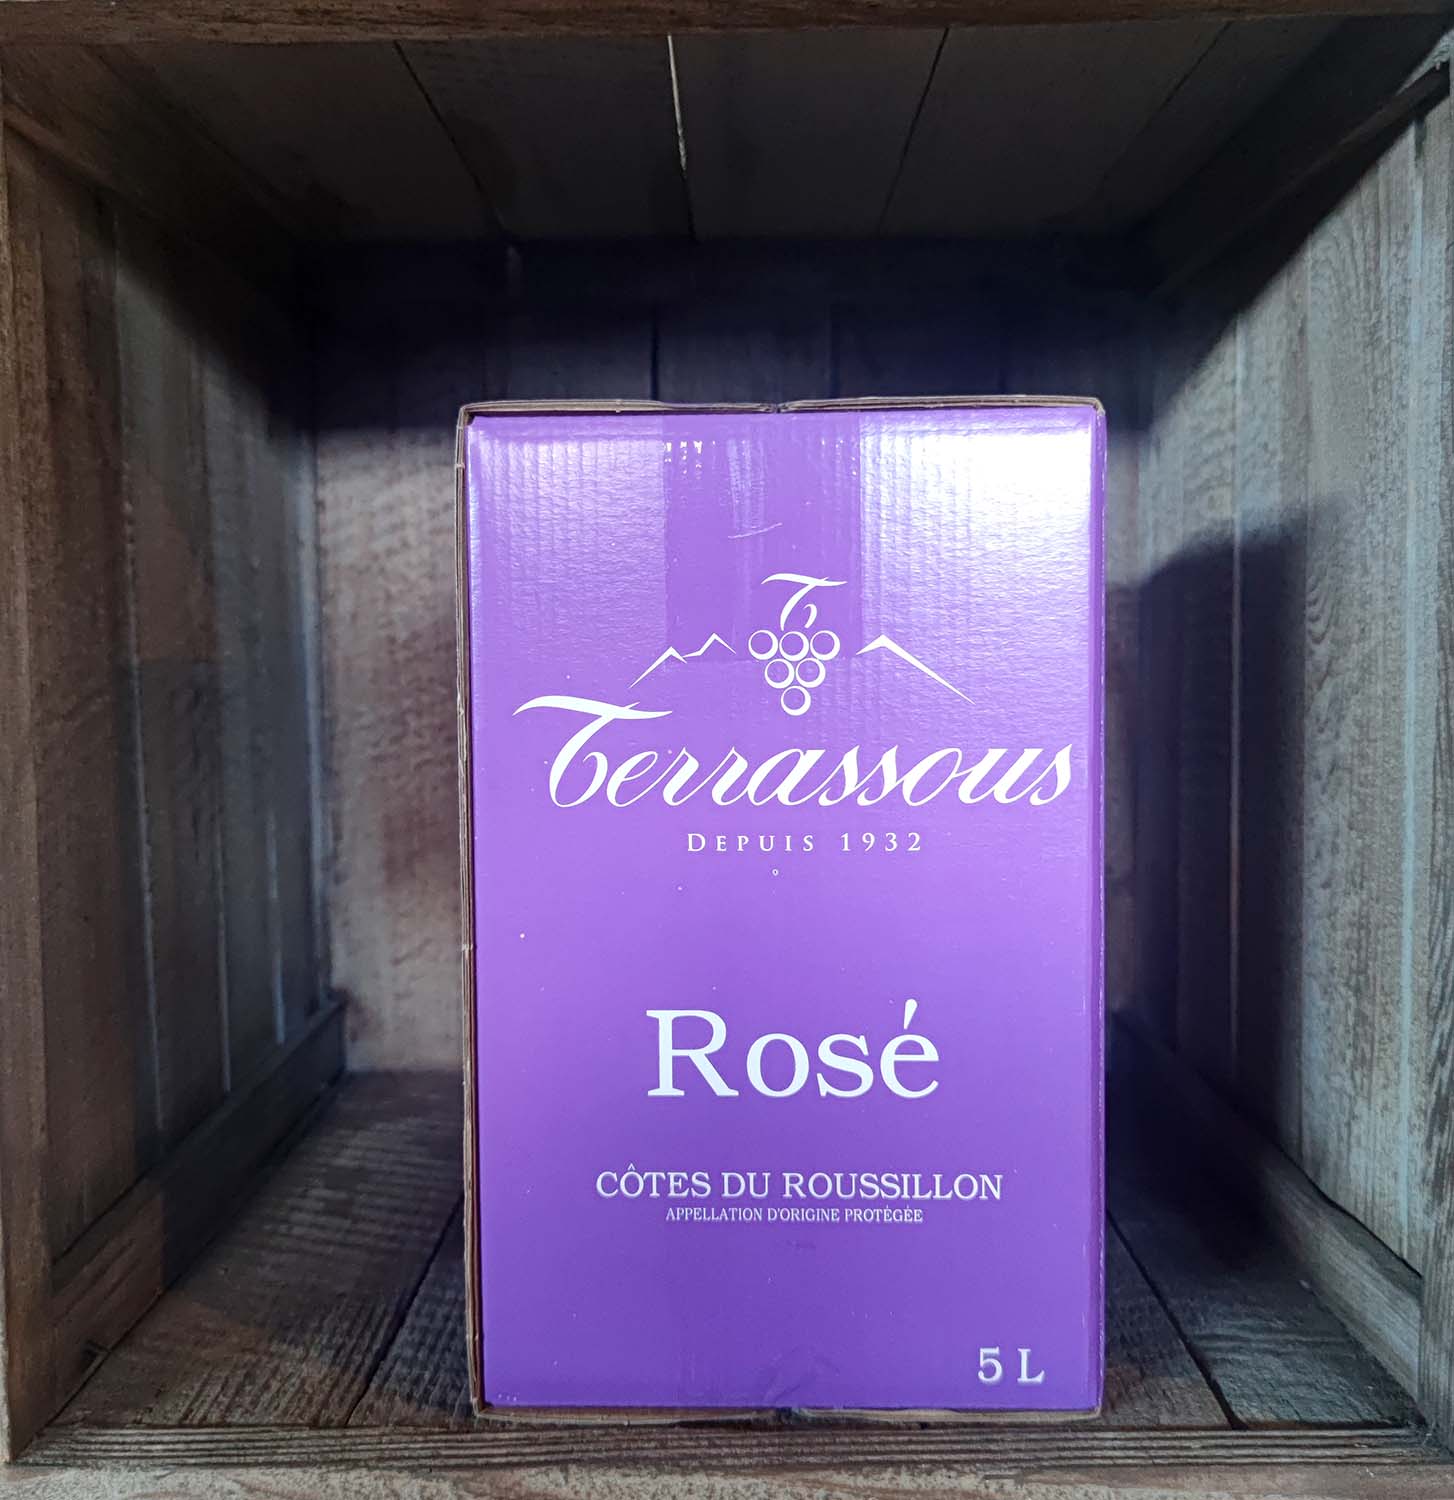 T
Terrassous
DEPUIS 1932
Rosé
CÔTES DU ROUSSILLON
APPELLATION D'ORIGINE PROTÉGÉE
5 L